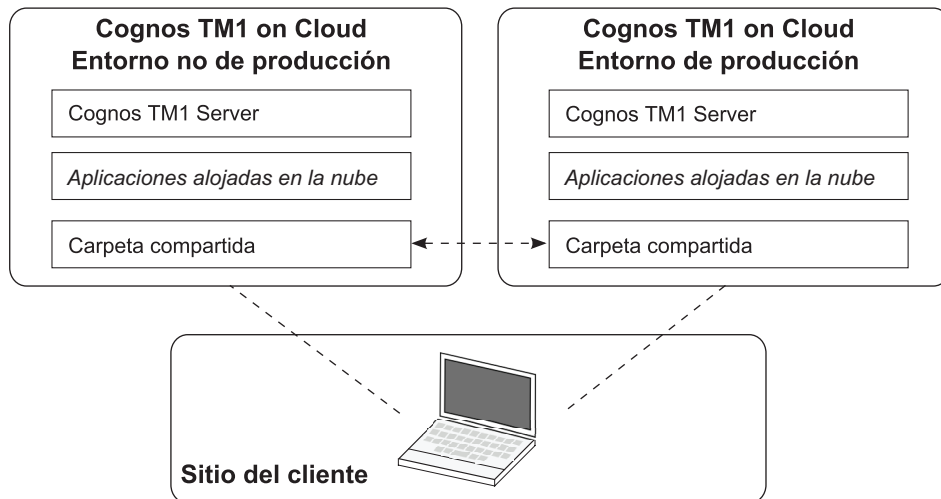 Cognos TM1 on Cloud
Entorno no de producción
Cognos TM1 Server
Aplicaciones alojadas en la nube
Carpeta compartida
Cognos TM1 on Cloud
Entorno de producción
Cognos TM1 Server
Aplicaciones alojadas en la nube
Carpeta compartida
Sitio del cliente